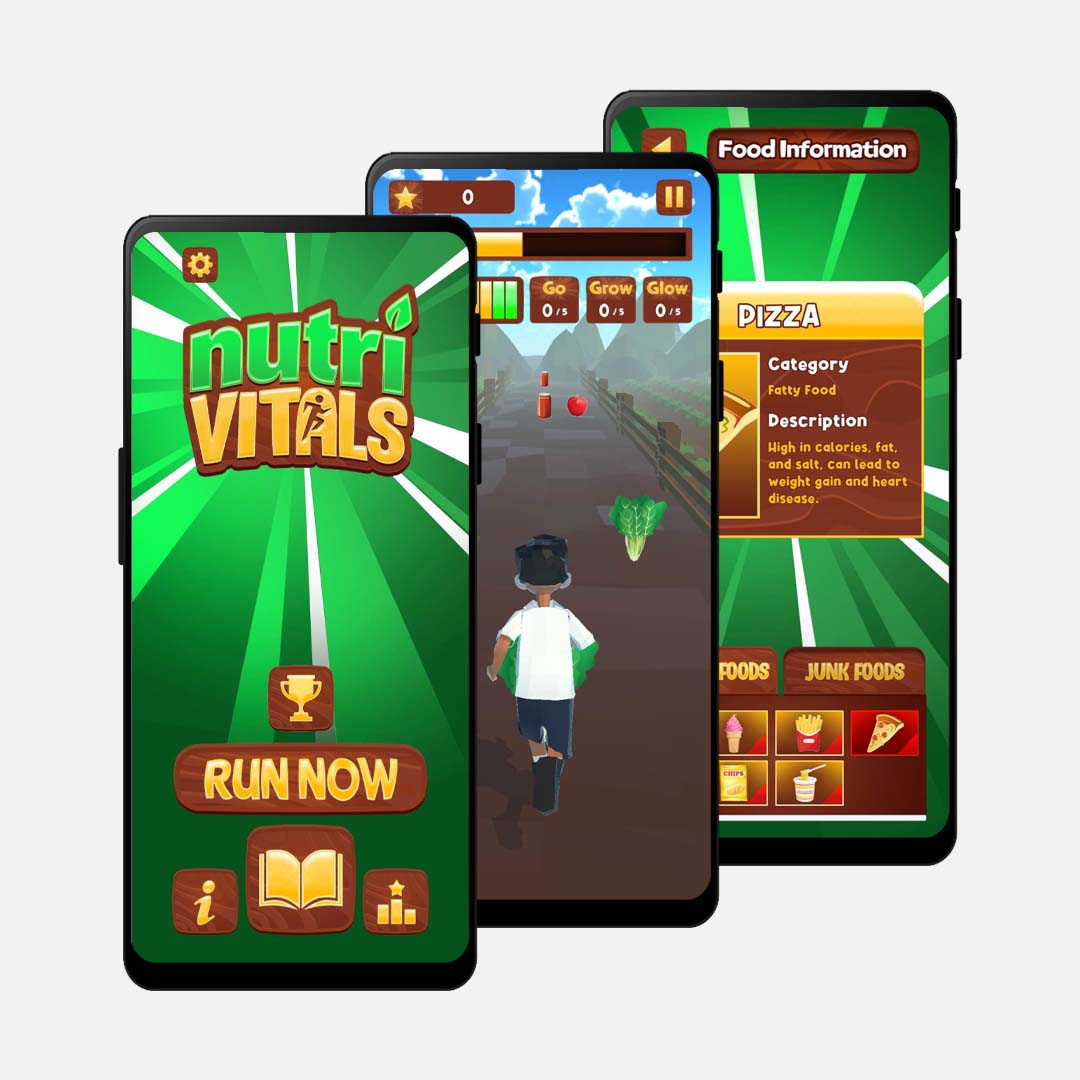 nutri
VITALS
RUN NOW
0
Go
Grow
Glow
0/5
0/5
0/5
Food Information
PIZZA
Category
Fatty Food
Description
High in calories, fat,
and salt, can lead to
weight gain and heart
disease.
FOODS
JUNK FOODS
CHIPS